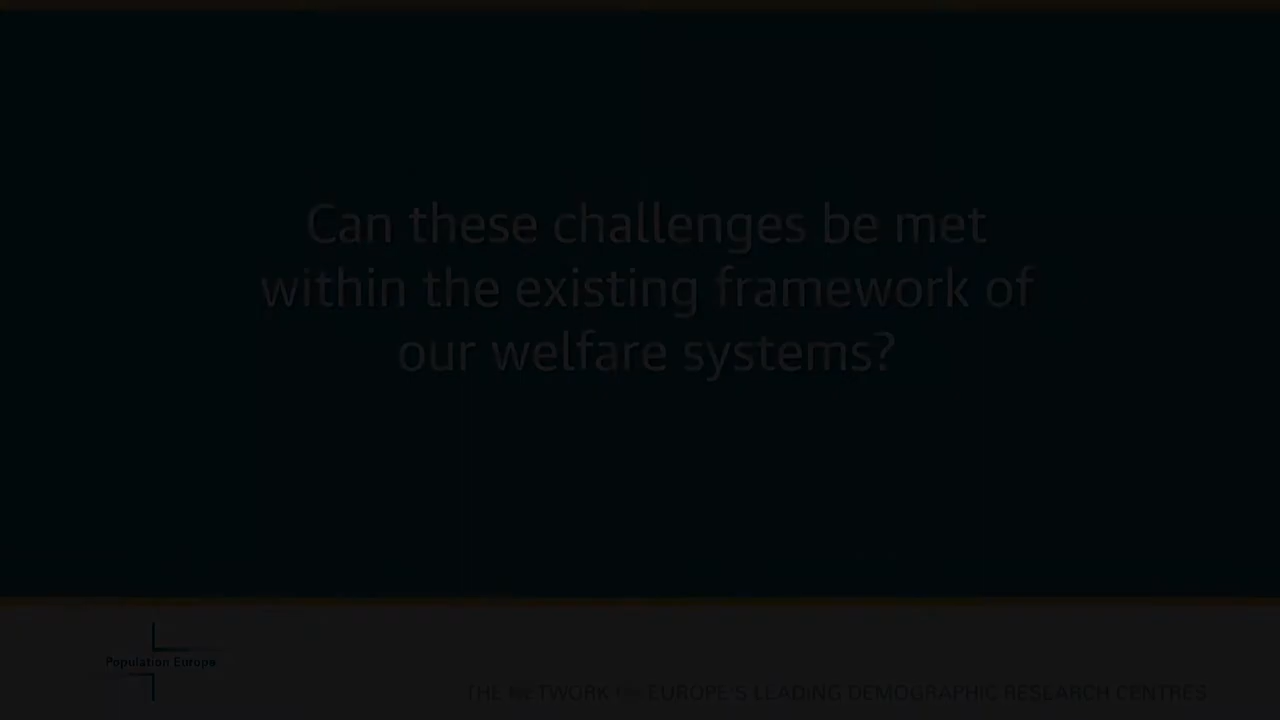 Can these challenges be met
within the existing framework of
our welfare systems?
Population Europe
THE NETWORK OF EUROPE'S LEADING DEMOGRAPHIC RESEARCH CENTRES